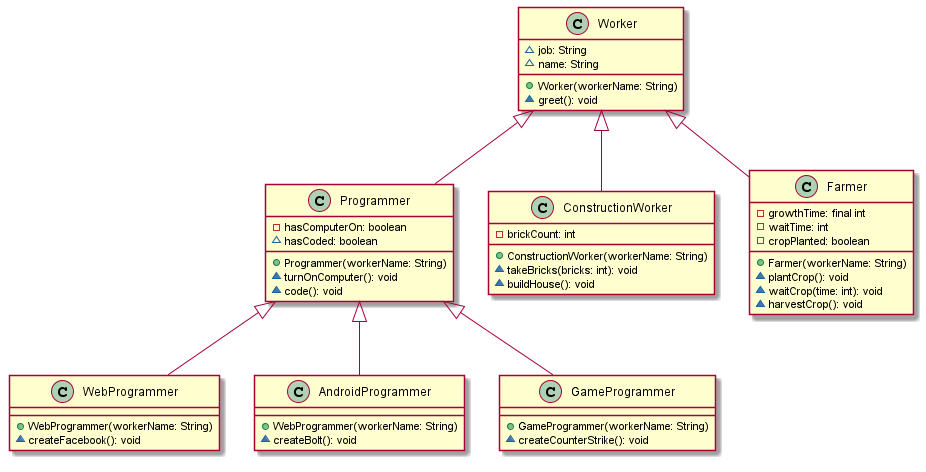 C Worker
job: String
name: String
Worker(workerName: String)
greet(): void
C Programmer
hasComputerOn: boolean
hasCoded: boolean
Programmer(workerName: String)
turnOnComputer(): void
code(): void
C ConstructionWorker
brickCount: int
ConstructionWorker(workerName: String)
takeBricks(bricks: int): void
buildHouse(): void
C Farmer
growthTime: final int
waitTime: int
cropPlanted: boolean
Farmer(workerName: String)
plantCrop(): void
waitCrop(time: int): void
harvestCrop(): void
C WebProgrammer
WebProgrammer(workerName: String)
createFacebook(): void
C AndroidProgrammer
WebProgrammer(workerName: String)
createBolt(): void
C GameProgrammer
GameProgrammer(workerName: String)
createCounterStrike(): void